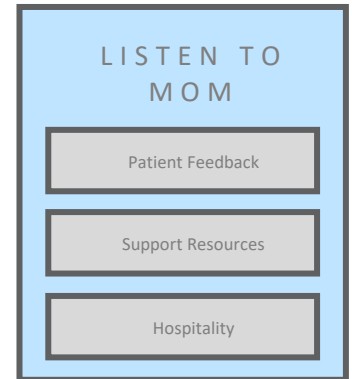 LISTEN TO
MOM
Patient Feedback
Support Resources
Hospitality